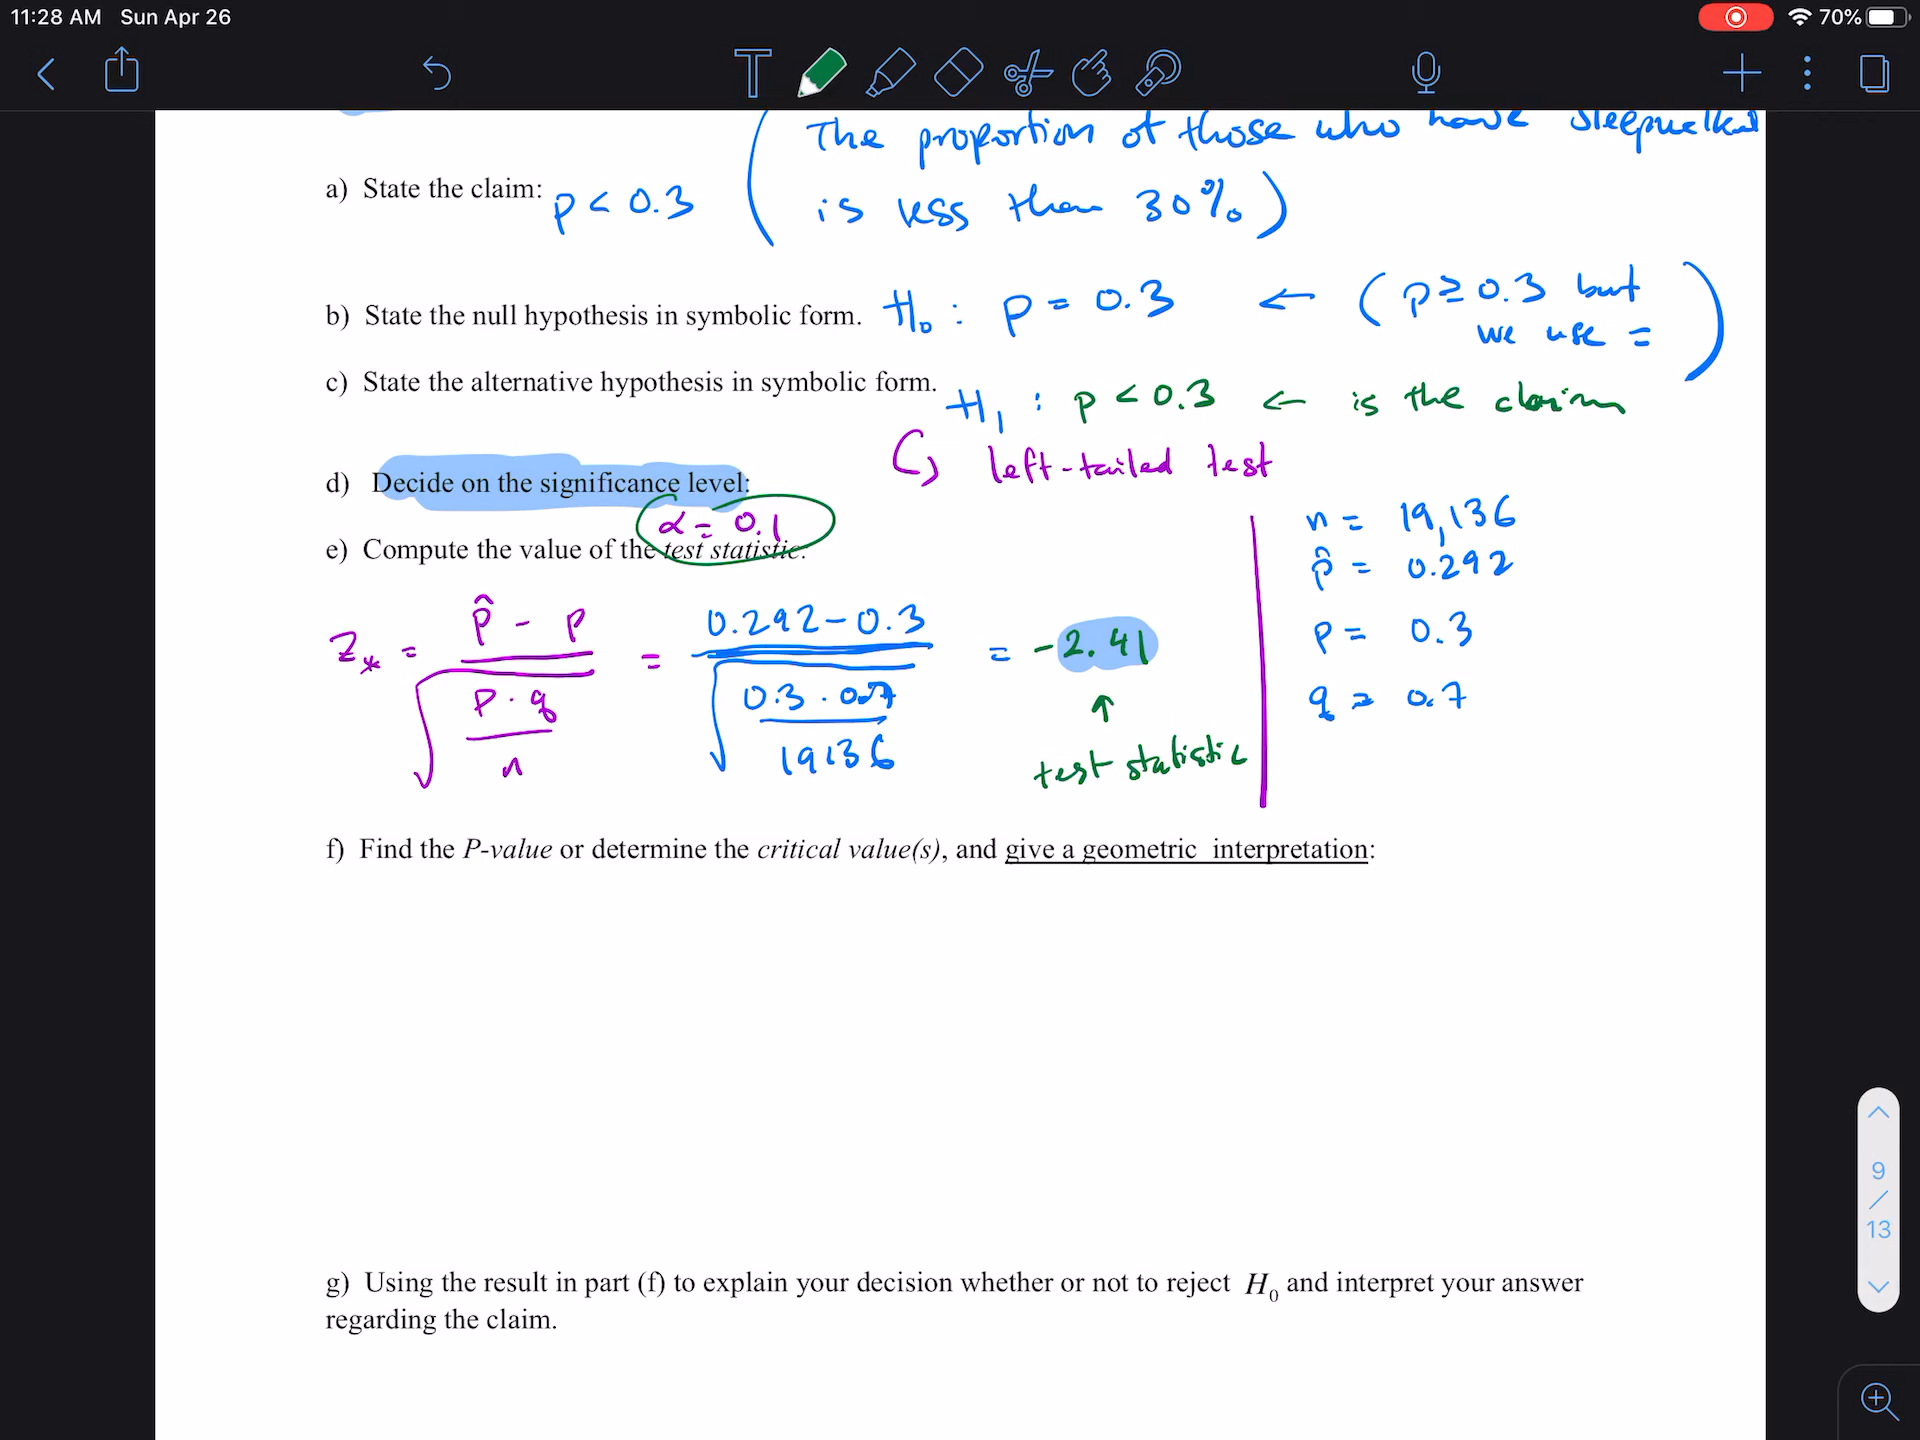 11:28 AM Sun Apr 26
70%
T
The proportion of those who have sleepwalked
a) State the claim: p < 0.3
is less than 30%)
b) State the null hypothesis in symbolic form. H₀ : p = 0.3 ← (p ≥ 0.3 but
we use =)
c) State the alternative hypothesis in symbolic form.
H₁ : p < 0.3 ← is the claim
left-tailed test
d) Decide on the significance level:
α = 0.1
e) Compute the value of the test statistic.
n = 19,136
p̂ = 0.292
p = 0.3
q = 0.7
z* = (p̂ - p) / √(p · q / n) = (0.292 - 0.3) / √(0.3 · 0.7 / 19136) = -2.41
↑
test statistic
f) Find the P-value or determine the critical value(s), and give a geometric interpretation:
g) Using the result in part (f) to explain your decision whether or not to reject H₀ and interpret your answer
regarding the claim.
9
/
13